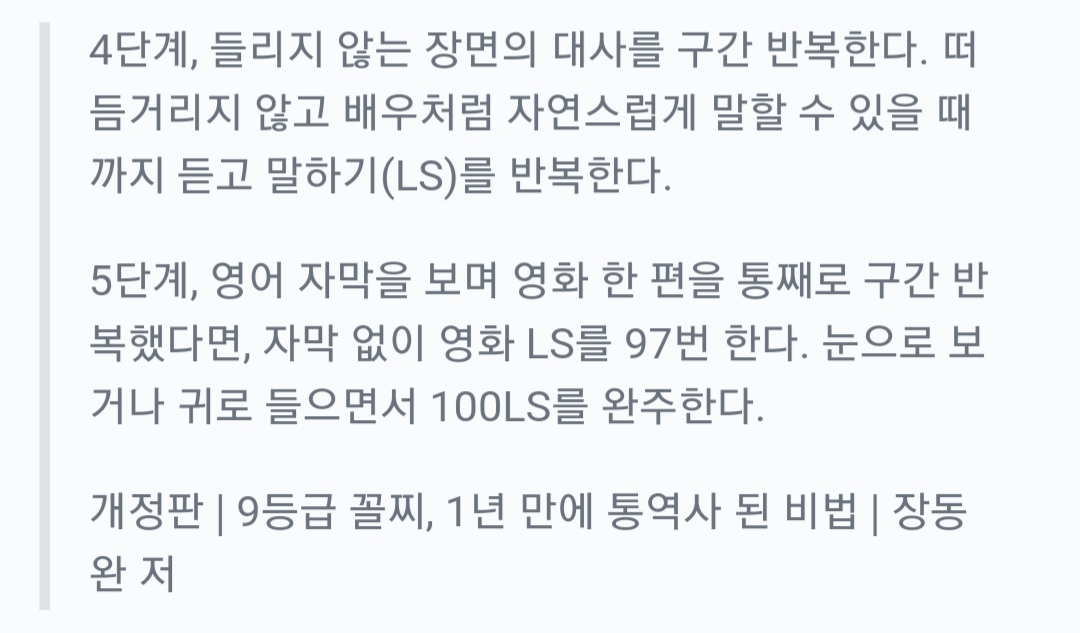 4단계, 들리지 않는 장면의 대사를 구간 반복한다. 떠
듬거리지 않고 배우처럼 자연스럽게 말할 수 있을 때
까지 듣고 말하기(LS)를 반복한다.
5단계, 영어 자막을 보며 영화 한 편을 통째로 구간 반
복했다면, 자막 없이 영화 LS를 97번 한다. 눈으로 보
거나 귀로 들으면서 100LS를 완주한다.
개정판 | 9등급 꼴찌, 1년 만에 통역사 된 비법 | 장동
완 저